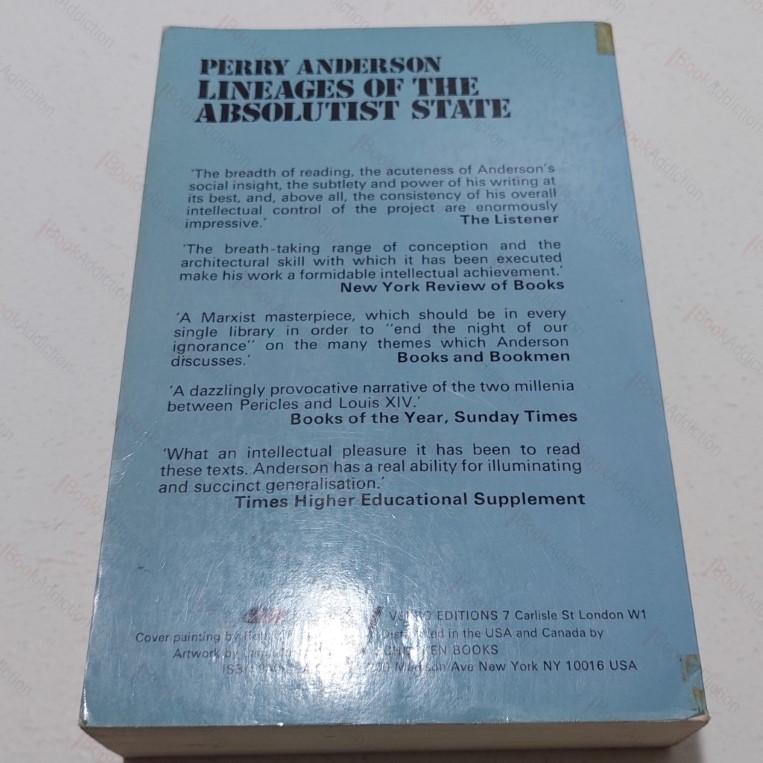 PERRY ANDERSON
LINEAGES OF THE
ABSOLUTIST STATE
'The breadth of reading, the acuteness of Anderson's
social insight, the subtlety and power of his writing at
its best, and, above all, the consistency of his overall
intellectual control of the project are enormously
impressive.' The Listener
'The breath-taking range of conception and the
architectural skill with which it has been executed
make his work a formidable intellectual achievement.'
New York Review of Books
'A Marxist masterpiece, which should be in every
single library in order to "end the night of our
ignorance" on the many themes which Anderson
discusses.' Books and Bookmen
'A dazzlingly provocative narrative of the two millenia
between Pericles and Louis XIV.'
Books of the Year, Sunday Times
'What an intellectual pleasure it has been to read
these texts. Anderson has a real ability for illuminating
and succinct generalisation.'
Times Higher Educational Supplement
EDITIONS 7 Carlisle St London W1
Cover painting by in the USA and Canada by
Artwork by BOOKS
Ave New York NY 10016 USA
BookAddiction